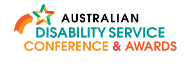 AUSTRALIAN
DISABILITY SERVICE
CONFERENCE & AWARDS